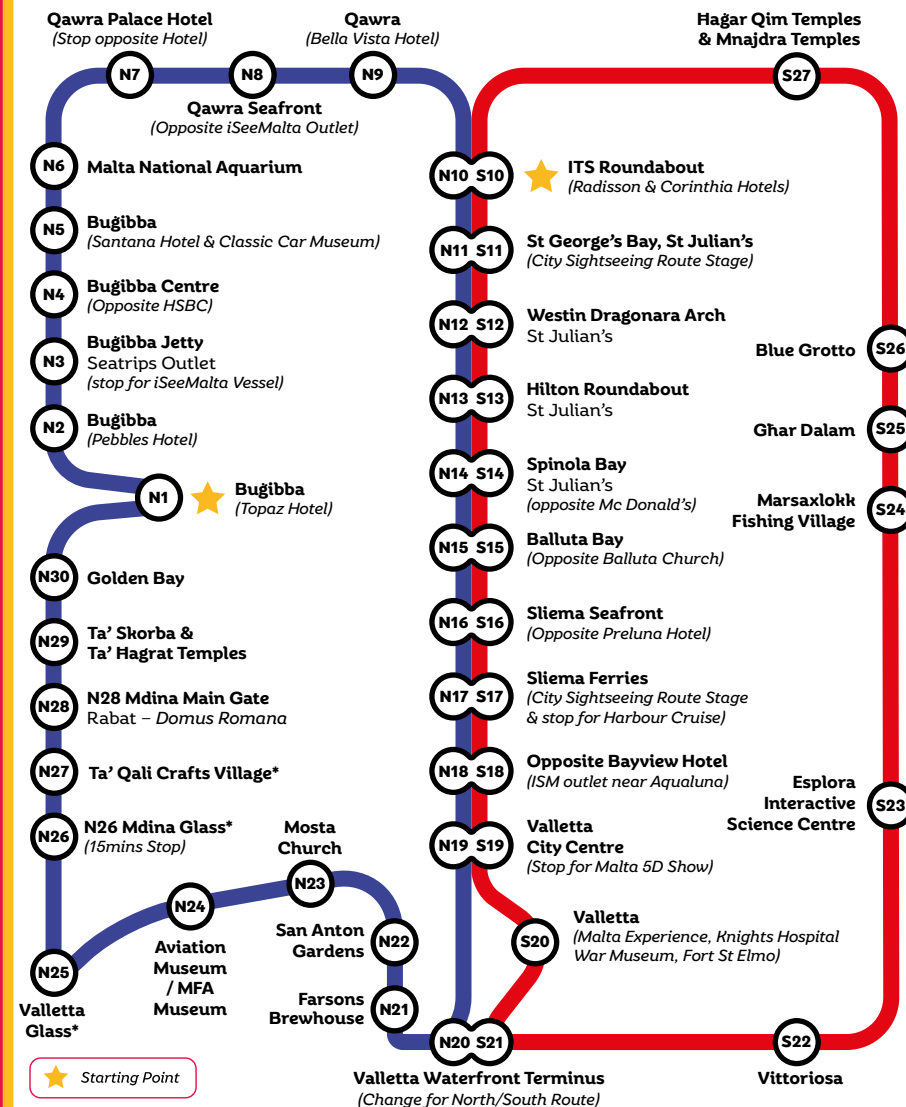 Qawra Palace Hotel
(Stop opposite Hotel)
Qawra
(Bella Vista Hotel)
Ħaġar Qim Temples
& Mnajdra Temples
N7
N8
N9
S27
Qawra Seafront
(Opposite iSeeMalta Outlet)
N6
Malta National Aquarium
N10
S10
ITS Roundabout
(Radisson & Corinthia Hotels)
N5
Buġibba
(Santana Hotel & Classic Car Museum)
N11
S11
St George's Bay, St Julian's
(City Sightseeing Route Stage)
N4
Buġibba Centre
(Opposite HSBC)
N12
S12
Westin Dragonara Arch
St Julian's
N3
Buġibba Jetty
Seatrips Outlet
(stop for iSeeMalta Vessel)
Blue Grotto
S26
N13
S13
Hilton Roundabout
St Julian's
N2
Buġibba
(Pebbles Hotel)
Għar Dalam
S25
N14
S14
Spinola Bay
St Julian's
(opposite Mc Donald's)
N1
Buġibba
(Topaz Hotel)
Marsaxlokk
Fishing Village
S24
N15
S15
Balluta Bay
(Opposite Balluta Church)
N30
Golden Bay
N16
S16
Sliema Seafront
(Opposite Preluna Hotel)
N29
Ta' Skorba &
Ta' Hagrat Temples
N17
S17
Sliema Ferries
(City Sightseeing Route Stage
& stop for Harbour Cruise)
N28
N28 Mdina Main Gate
Rabat – Domus Romana
N27
Ta' Qali Crafts Village*
N18
S18
Opposite Bayview Hotel
(ISM outlet near Aqualuna)
Esplora
Interactive
Science Centre
S23
N26
N26 Mdina Glass*
(15mins Stop)
Mosta
Church
N23
N19
S19
Valletta
City Centre
(Stop for Malta 5D Show)
N24
Aviation
Museum
/ MFA
Museum
San Anton
Gardens
N22
S20
Valletta
(Malta Experience, Knights Hospital
War Museum, Fort St Elmo)
N25
Valletta
Glass*
Farsons
Brewhouse
N21
N20
S21
S22
Valletta Waterfront Terminus
(Change for North/South Route)
Vittoriosa
Starting Point